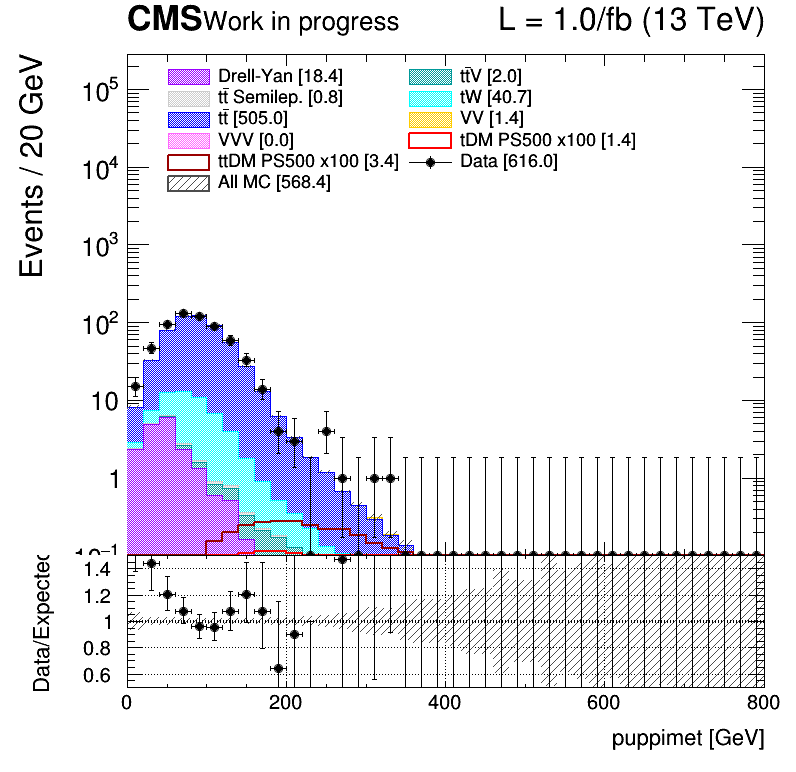 CMS Work in progress L = 1.0/fb (13 TeV)
Events / 20 GeV
Drell-Yan [18.4] tt̄V [2.0]
tt̄ Semilep. [0.8] tW [40.7]
tt̄ [505.0] VV [1.4]
VVV [0.0] tDM PS500 x100 [1.4]
ttDM PS500 x100 [3.4] Data [616.0]
All MC [568.4]
10⁵
10⁴
10³
10²
10
1
10⁻¹
Data/Expected
1.4
1.2
1
0.8
0.6
0 200 400 600 800
puppimet [GeV]